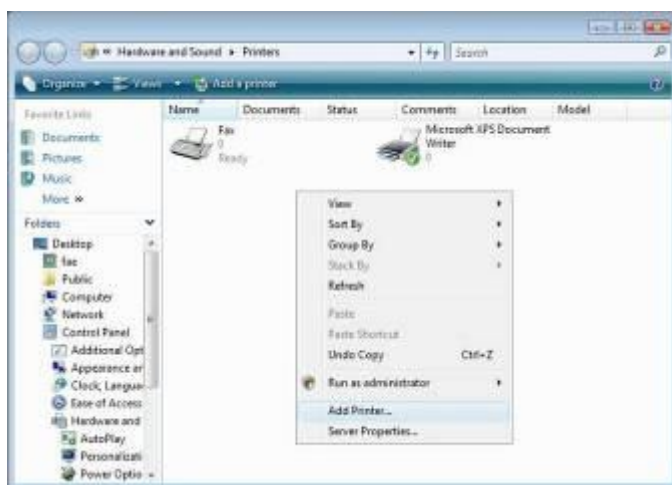 « Hardware and Sound ▸ Printers
Search
Organize Views Add a printer
Favorite Links
Documents
Pictures
Music
More »
Folders
Desktop
fae
Public
Computer
Network
Control Panel
Additional Opt
Appearance ar
Clock, Languag
Ease of Access
Hardware and
AutoPlay
Personalizati
Power Optio
Name Documents Status Comments Location Model
Fax
0
Ready
Microsoft XPS Document
Writer
0
View
Sort By
Group By
Stack By
Refresh
Paste
Paste Shortcut
Undo Copy Ctrl+Z
Run as administrator
Add Printer...
Server Properties...